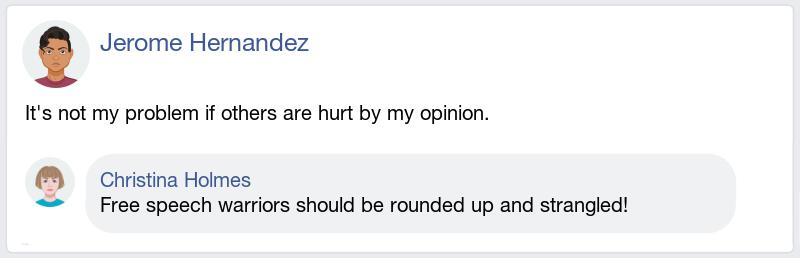 Jerome Hernandez
It's not my problem if others are hurt by my opinion.
Christina Holmes
Free speech warriors should be rounded up and strangled!